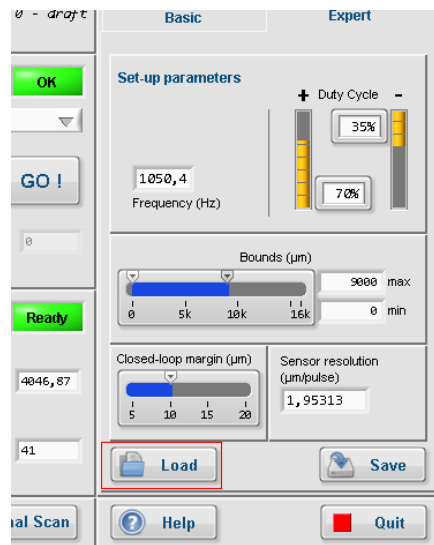 0 - draft
Basic
Expert
OK
GO !
0
Ready
4046,87
41
nal Scan
Set-up parameters
+ Duty Cycle -
35%
70%
1050,4
Frequency (Hz)
Bounds (µm)
0 5k 10k 16k
9000 max
0 min
Closed-loop margin (µm)
5 10 15 20
Sensor resolution
(µm/pulse)
1,95313
Load
Save
Help
Quit